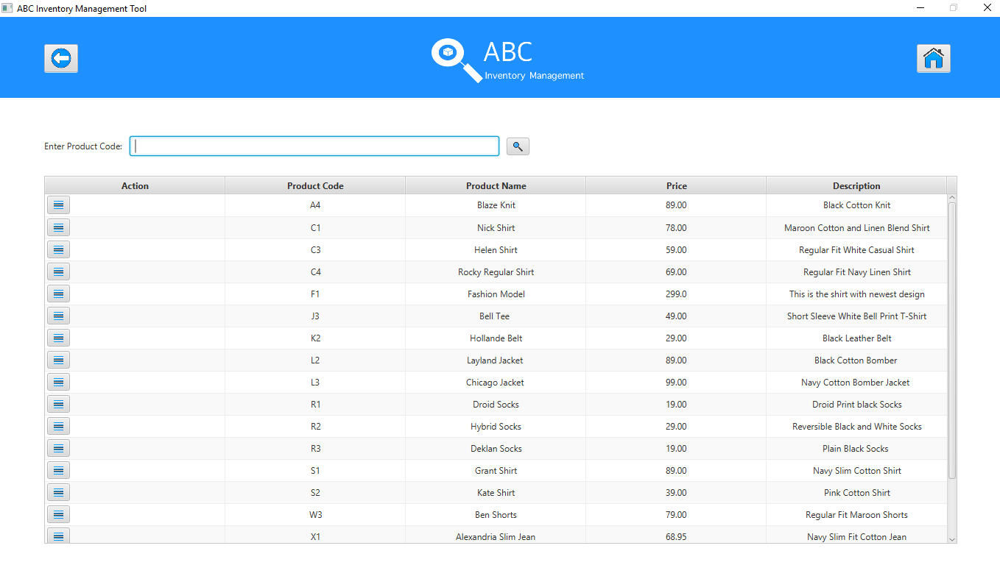 ABC Inventory Management Tool
ABC
Inventory Management
Enter Product Code:
Action Product Code Product Name Price Description
A4 Blaze Knit 89.00 Black Cotton Knit
C1 Nick Shirt 78.00 Maroon Cotton and Linen Blend Shirt
C3 Helen Shirt 59.00 Regular Fit White Casual Shirt
C4 Rocky Regular Shirt 69.00 Regular Fit Navy Linen Shirt
F1 Fashion Model 299.0 This is the shirt with newest design
J3 Bell Tee 49.00 Short Sleeve White Bell Print T-Shirt
K2 Hollande Belt 29.00 Black Leather Belt
L2 Layland Jacket 89.00 Black Cotton Bomber
L3 Chicago Jacket 99.00 Navy Cotton Bomber Jacket
R1 Droid Socks 19.00 Droid Print black Socks
R2 Hybrid Socks 29.00 Reversible Black and White Socks
R3 Deklan Socks 19.00 Plain Black Socks
S1 Grant Shirt 89.00 Navy Slim Cotton Shirt
S2 Kate Shirt 39.00 Pink Cotton Shirt
W3 Ben Shorts 79.00 Regular Fit Maroon Shorts
X1 Alexandria Slim Jean 68.95 Navy Slim Fit Cotton Jean